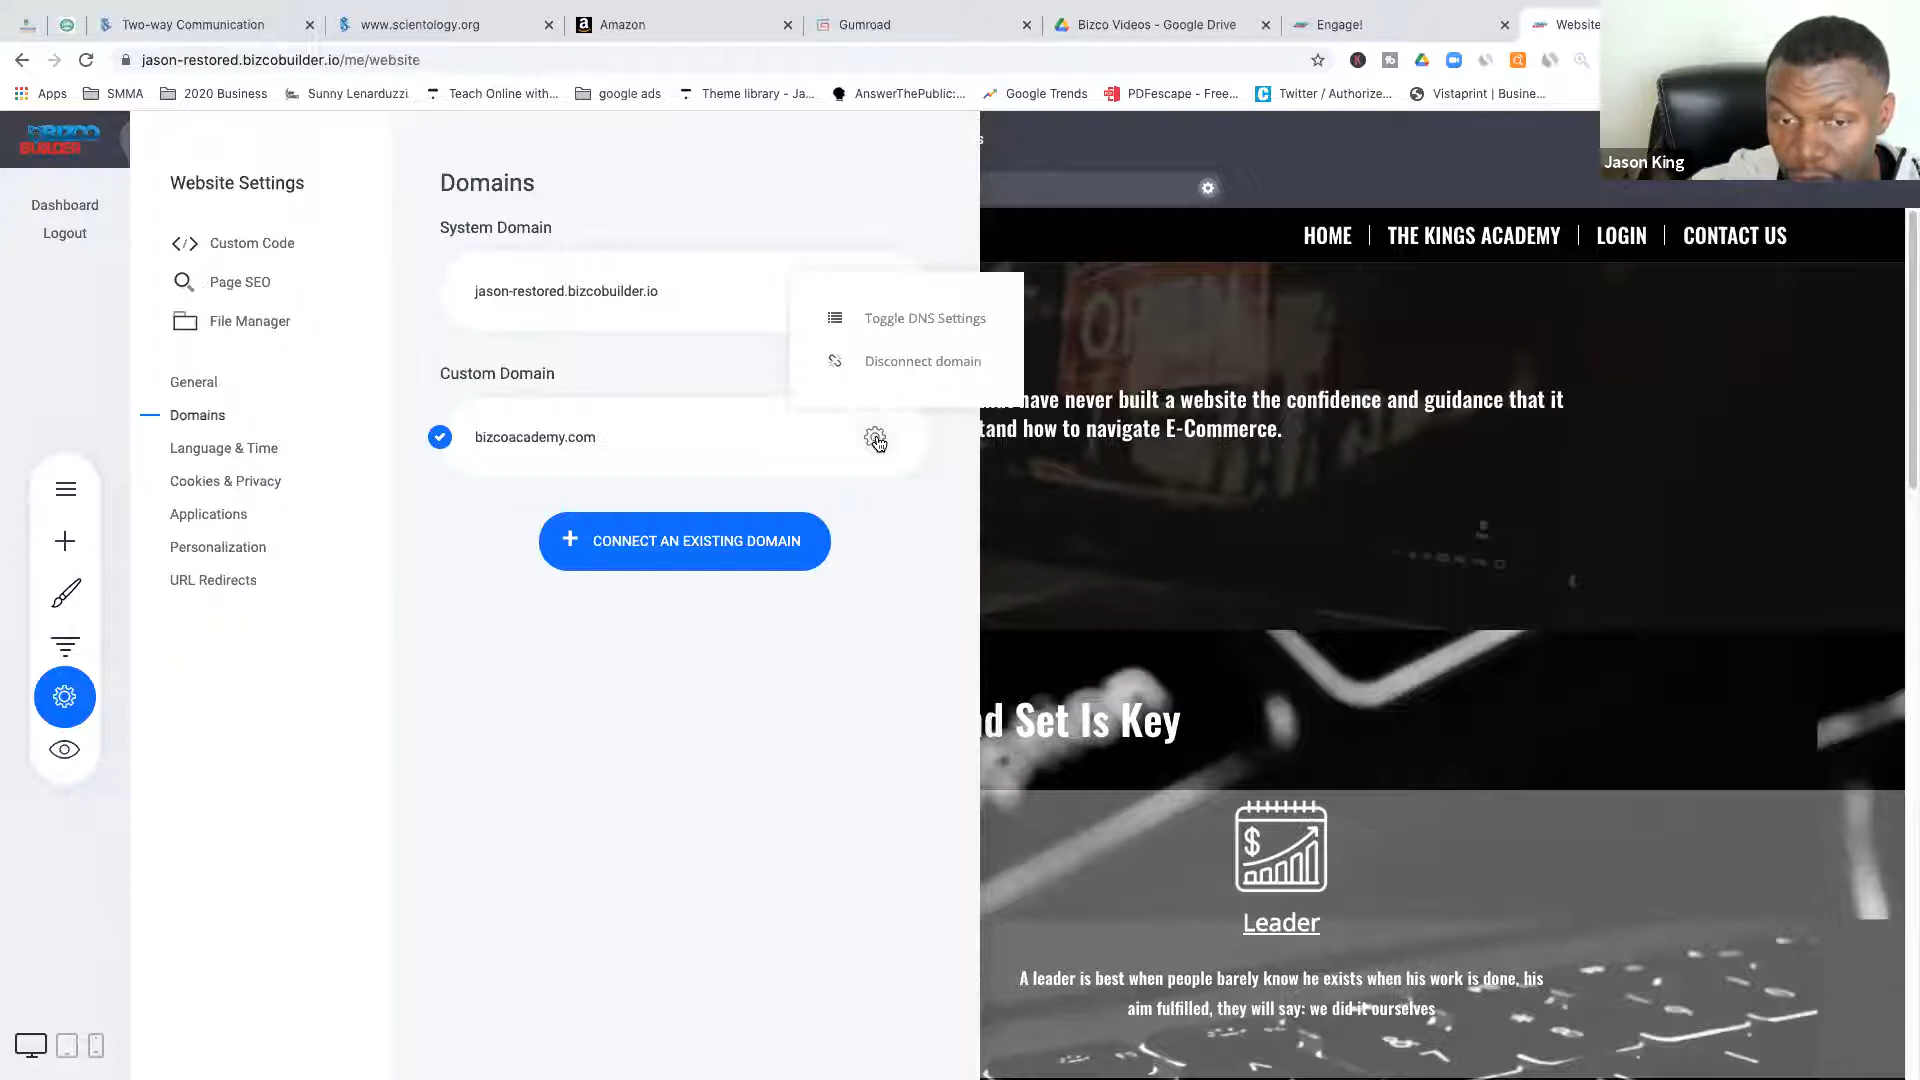 Two-way Communication
www.scientology.org
Amazon
Gumroad
Bizco Videos - Google Drive
Engage!
Website
jason-restored.bizcobuilder.io/me/website
Apps
SMMA
2020 Business
Sunny Lenarduzzi
Teach Online with...
google ads
Theme library - Ja...
AnswerThePublic:...
Google Trends
PDFescape - Free...
Twitter / Authorize...
Vistaprint | Busine...
Jason King
BIZCO
BUILDER
Dashboard
Logout
Website Settings
Custom Code
Page SEO
File Manager
General
Domains
Language & Time
Cookies & Privacy
Applications
Personalization
URL Redirects
Domains
System Domain
jason-restored.bizcobuilder.io
Toggle DNS Settings
Disconnect domain
Custom Domain
bizcoacademy.com
CONNECT AN EXISTING DOMAIN
HOME
THE KINGS ACADEMY
LOGIN
CONTACT US
have never built a website the confidence and guidance that it
how to navigate E-Commerce.
Set Is Key
Leader
A leader is best when people barely know he exists when his work is done, his
aim fulfilled, they will say: we did it ourselves